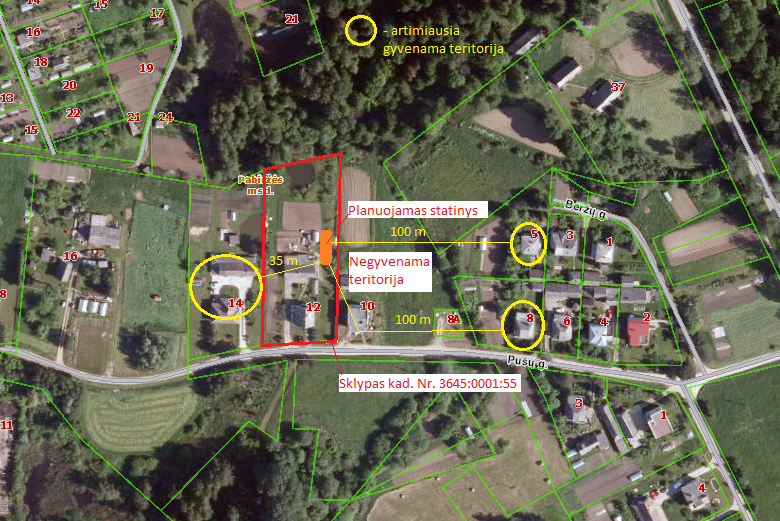 14
15
17
21
- artimiausia
gyvenama teritorija
16
18
19
20
37
13
22
15
21
24
Pabiržės
ms 1.
Planuojamas statinys
Beržų g.
100 m
5
3
1
16
35 m
Negyvenama
teritorija
8
14
12
10
100 m
8A
8
6
4
2
Pušų g.
Sklypas kad. Nr. 3645:0001:55
3
1
11
4